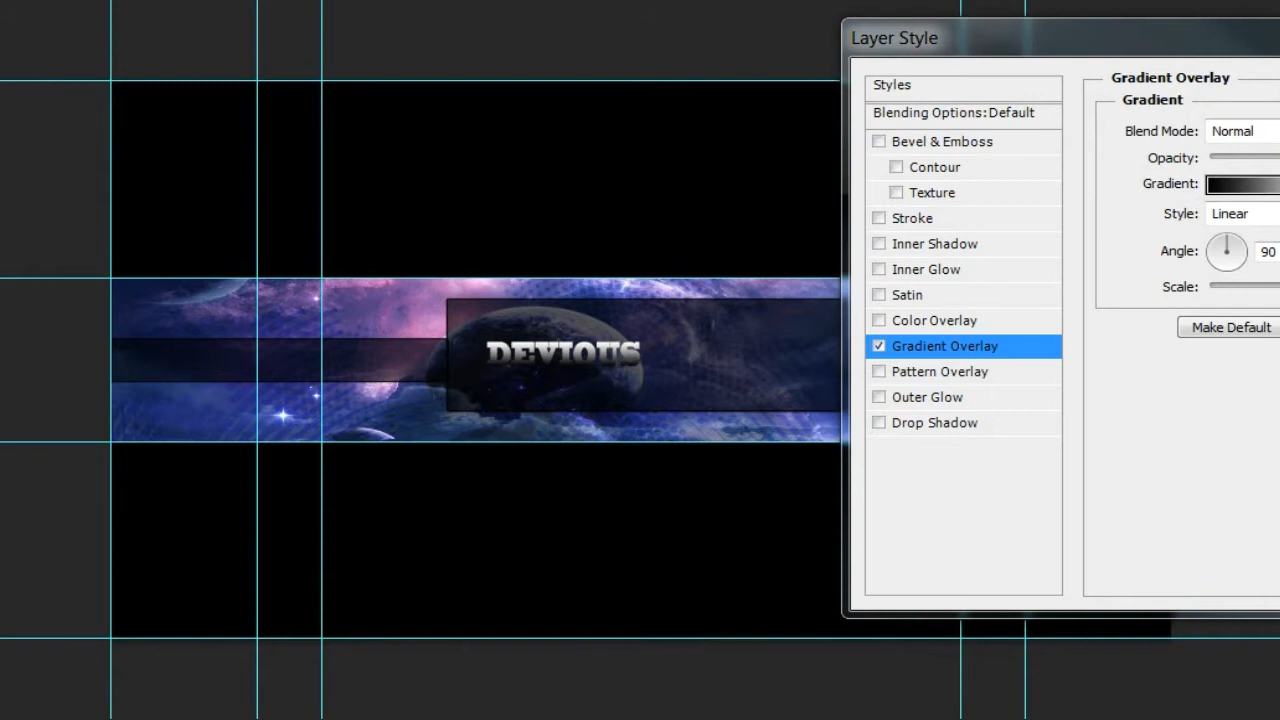 Layer Style
Styles
Blending Options:Default
Bevel & Emboss
Contour
Texture
Stroke
Inner Shadow
Inner Glow
Satin
Color Overlay
Gradient Overlay
Pattern Overlay
Outer Glow
Drop Shadow
Gradient Overlay
Gradient
Blend Mode: Normal
Opacity:
Gradient:
Style: Linear
Angle: 90
Scale:
Make Default
DEVIOUS